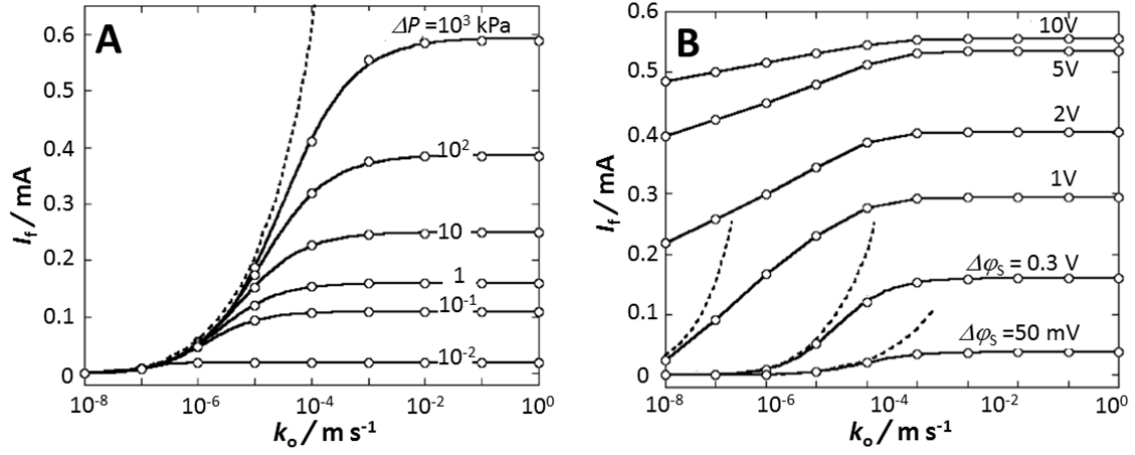 A
ΔP =10³ kPa
10²
10
1
10⁻¹
10⁻²
0.6
0.5
0.4
0.3
0.2
0.1
0
I_f / mA
10⁻⁸
10⁻⁶
10⁻⁴
10⁻²
10⁰
k_o / m s⁻¹
B
10V
5V
2V
1V
Δφ_S = 0.3 V
Δφ_S =50 mV
0.6
0.5
0.4
0.3
0.2
0.1
0
I_f / mA
10⁻⁸
10⁻⁶
10⁻⁴
10⁻²
10⁰
k_o / m s⁻¹